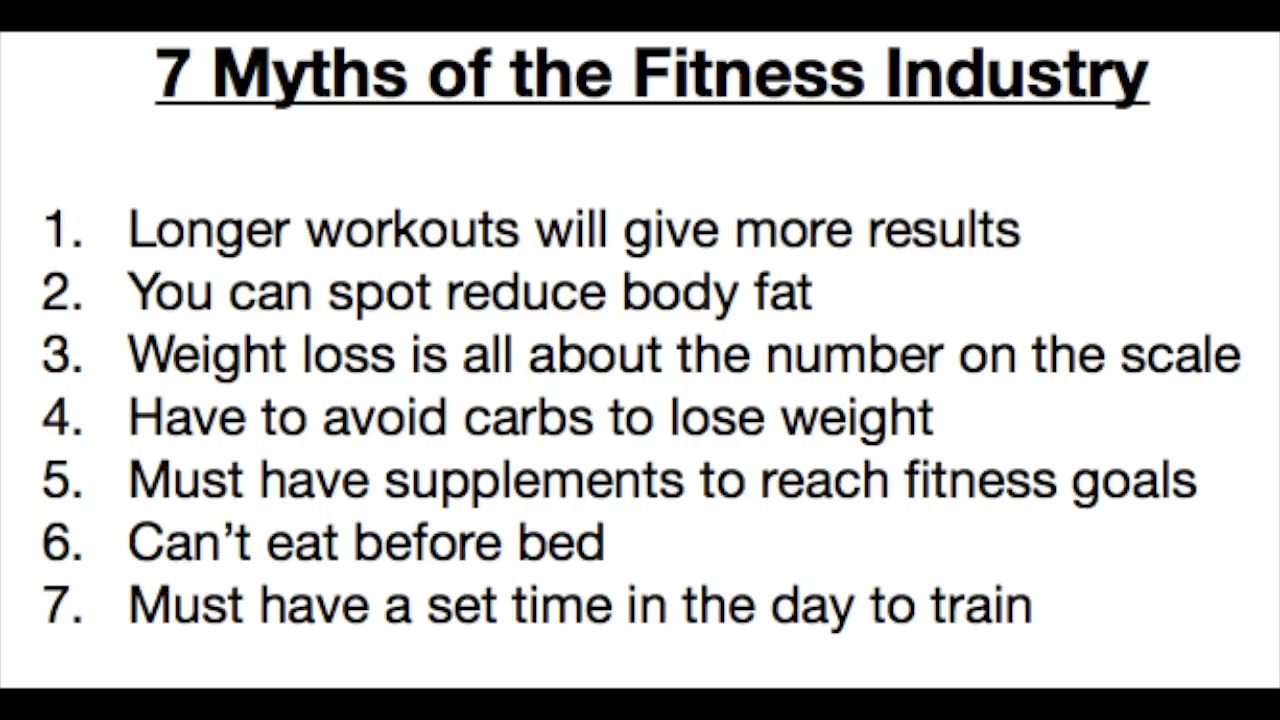 7 Myths of the Fitness Industry
1. Longer workouts will give more results
2. You can spot reduce body fat
3. Weight loss is all about the number on the scale
4. Have to avoid carbs to lose weight
5. Must have supplements to reach fitness goals
6. Can’t eat before bed
7. Must have a set time in the day to train